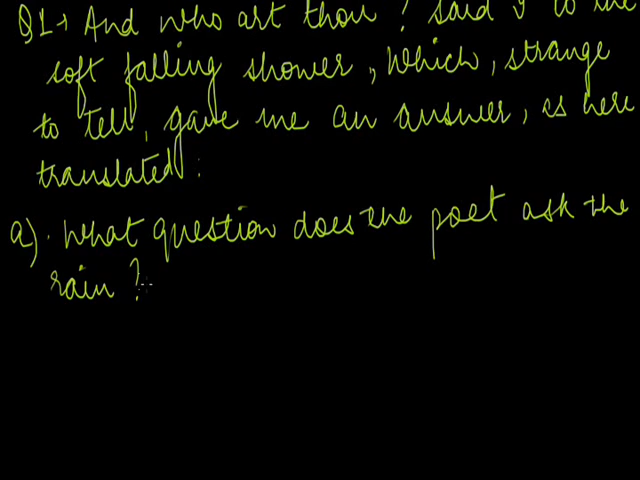 Q1→ And who art thou? said I to the
soft falling shower, which, strange
to tell, gave me an answer, as here
translated:
a). What question does the poet ask the
rain?